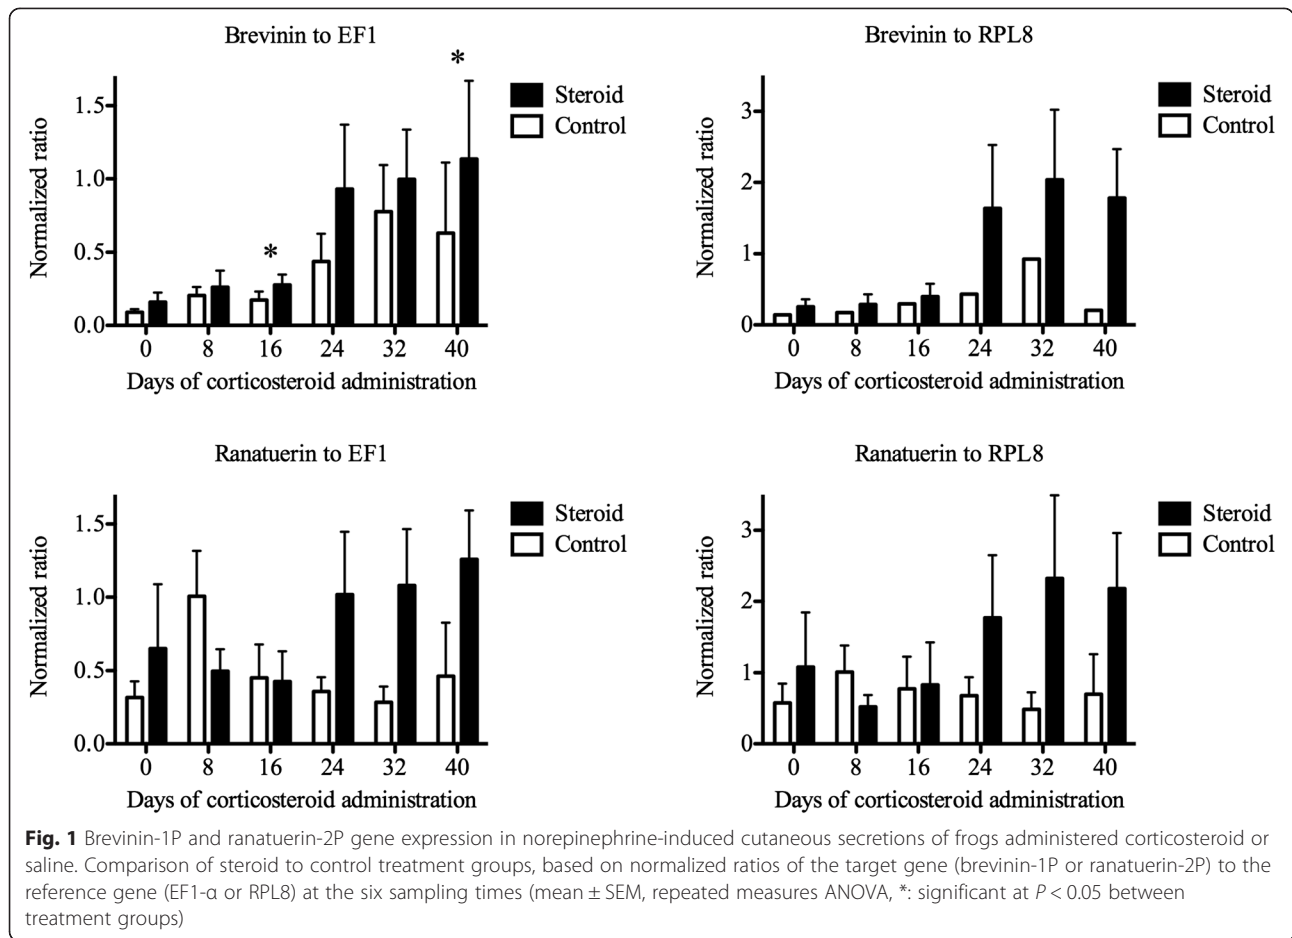 Brevinin to EF1
*
*
Steroid
Control
Normalized ratio
1.5
1.0
0.5
0.0
0 8 16 24 32 40
Days of corticosteroid administration
Brevinin to RPL8
Steroid
Control
Normalized ratio
3
2
1
0
0 8 16 24 32 40
Days of corticosteroid administration
Ranatuerin to EF1
Steroid
Control
Normalized ratio
1.5
1.0
0.5
0.0
0 8 16 24 32 40
Days of corticosteroid administration
Ranatuerin to RPL8
Steroid
Control
Normalized ratio
3
2
1
0
0 8 16 24 32 40
Days of corticosteroid administration
Fig. 1 Brevinin-1P and ranatuerin-2P gene expression in norepinephrine-induced cutaneous secretions of frogs administered corticosteroid or
saline. Comparison of steroid to control treatment groups, based on normalized ratios of the target gene (brevinin-1P or ranatuerin-2P) to the
reference gene (EF1-α or RPL8) at the six sampling times (mean ± SEM, repeated measures ANOVA, *: significant at P < 0.05 between
treatment groups)